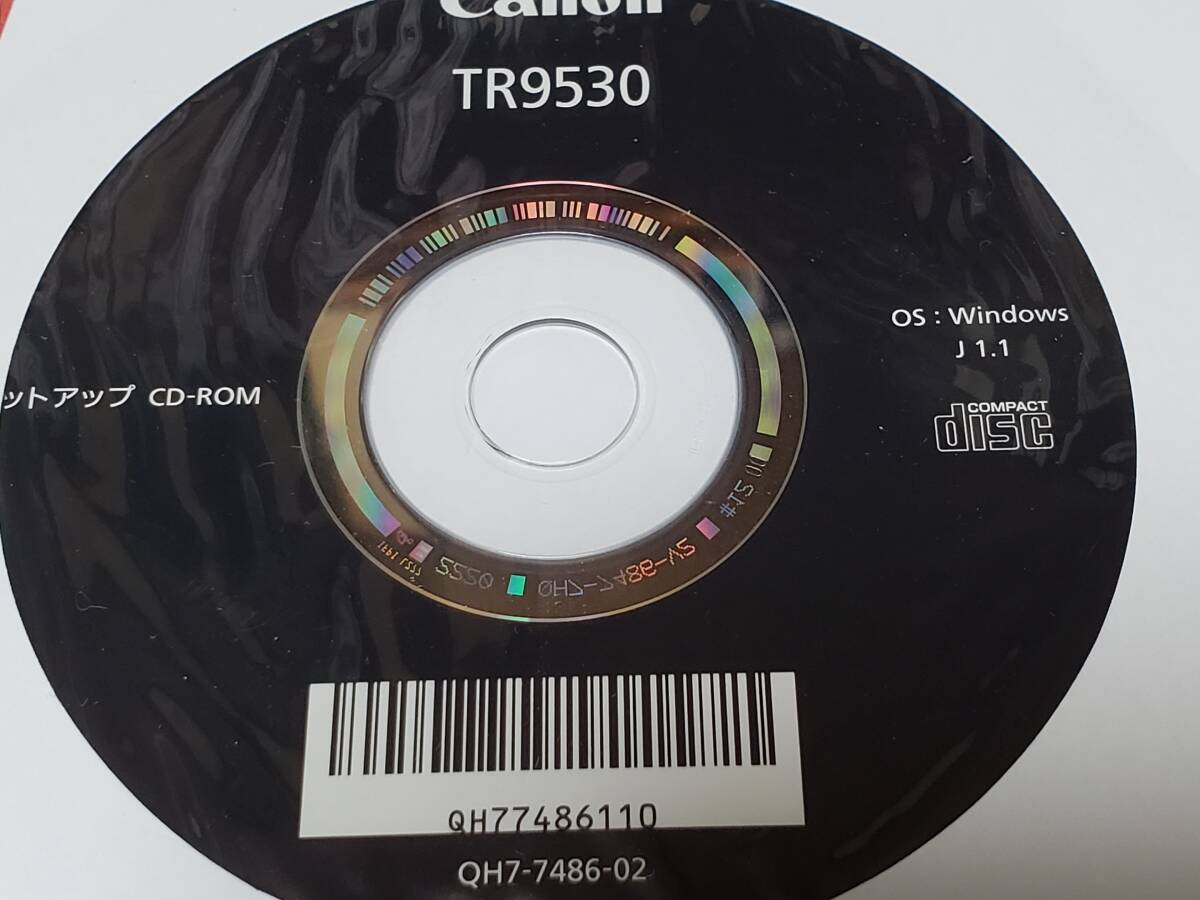 Canon
TR9530
ットアップ CD-ROM
OS : Windows
J 1.1
COMPACT
disc
QH77486110
QH7-7486-02